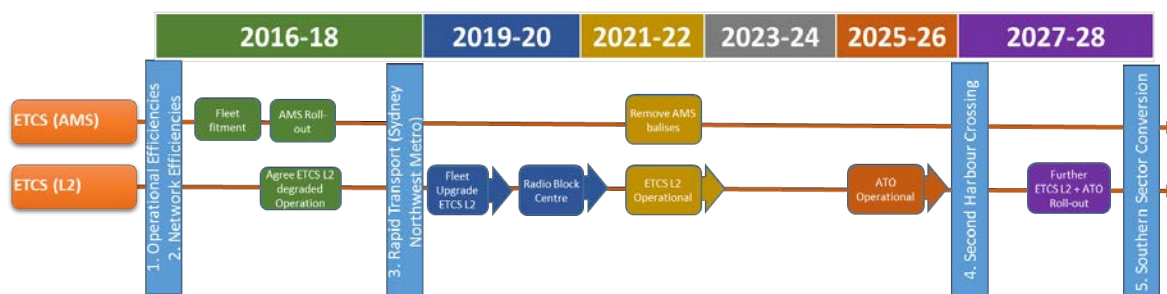 2016-18
2019-20
2021-22
2023-24
2025-26
2027-28
1. Operational Efficiencies
2. Network Efficiencies
3. Rapid Transport (Sydney
Northwest Metro)
4. Second Harbour Crossing
5. Southern Sector Conversion
ETCS (AMS)
Fleet
fitment
AMS Roll-
out
Remove AMS
balises
ETCS (L2)
Agree ETCS L2
degraded
Operation
Fleet
Upgrade
ETCS L2
Radio Block
Centre
ETCS L2
Operational
ATO
Operational
Further
ETCS L2 + ATO
Roll-out